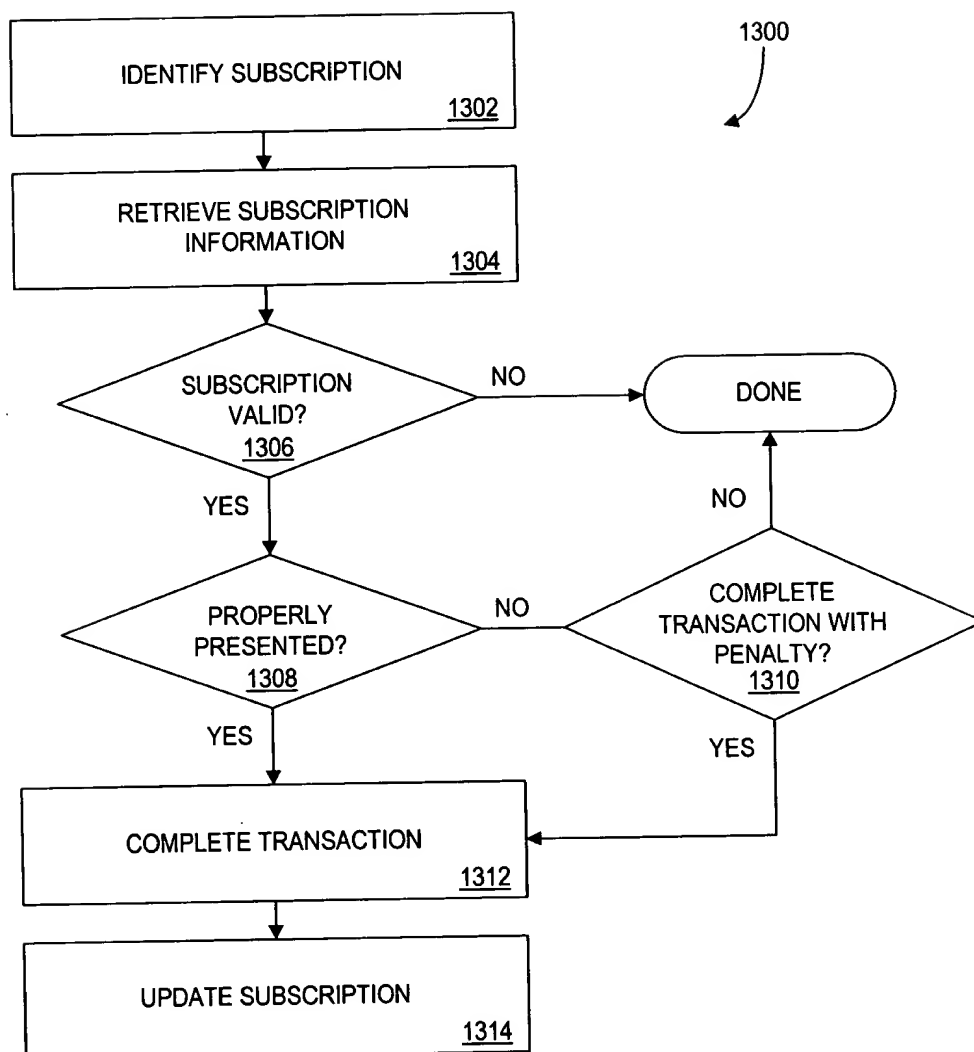 1300
IDENTIFY SUBSCRIPTION
1302
RETRIEVE SUBSCRIPTION
INFORMATION
1304
SUBSCRIPTION
VALID?
1306
NO
DONE
YES
NO
PROPERLY
PRESENTED?
1308
NO
COMPLETE
TRANSACTION WITH
PENALTY?
1310
YES
YES
COMPLETE TRANSACTION
1312
UPDATE SUBSCRIPTION
1314